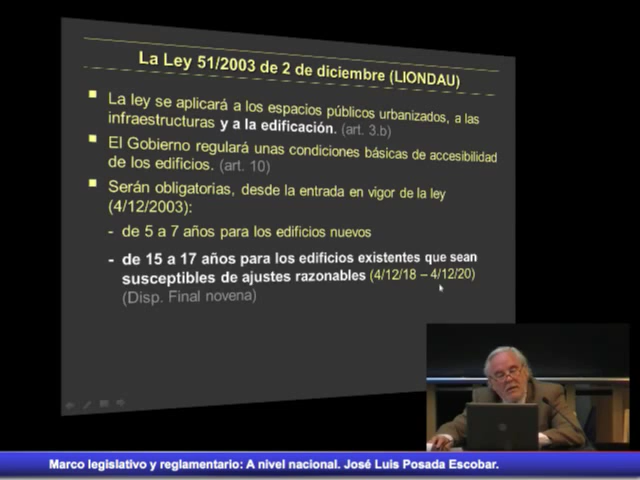 La Ley 51/2003 de 2 de diciembre (LIONDAU)
La ley se aplicará a los espacios públicos urbanizados, a las
infraestructuras y a la edificación. (art. 3.b)
El Gobierno regulará unas condiciones básicas de accesibilidad
de los edificios. (art. 10)
Serán obligatorias, desde la entrada en vigor de la ley
(4/12/2003):
- de 5 a 7 años para los edificios nuevos
- de 15 a 17 años para los edificios existentes que sean
susceptibles de ajustes razonables (4/12/18 – 4/12/20)
(Disp. Final novena)
Marco legislativo y reglamentario: A nivel nacional. José Luis Posada Escobar.